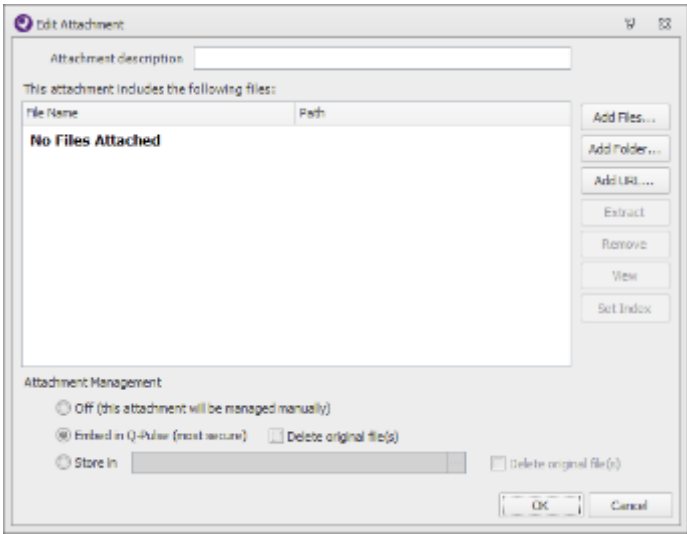 Edit Attachment
Attachment description
This attachment includes the following files:
File Name Path
No Files Attached
Add Files...
Add Folder...
Add URL...
Extract
Remove
View
Set Index
Attachment Management
Off (this attachment will be managed manually)
Embed in Q-Pulse (most secure) Delete original file(s)
Store in ... Delete original file(s)
OK Cancel